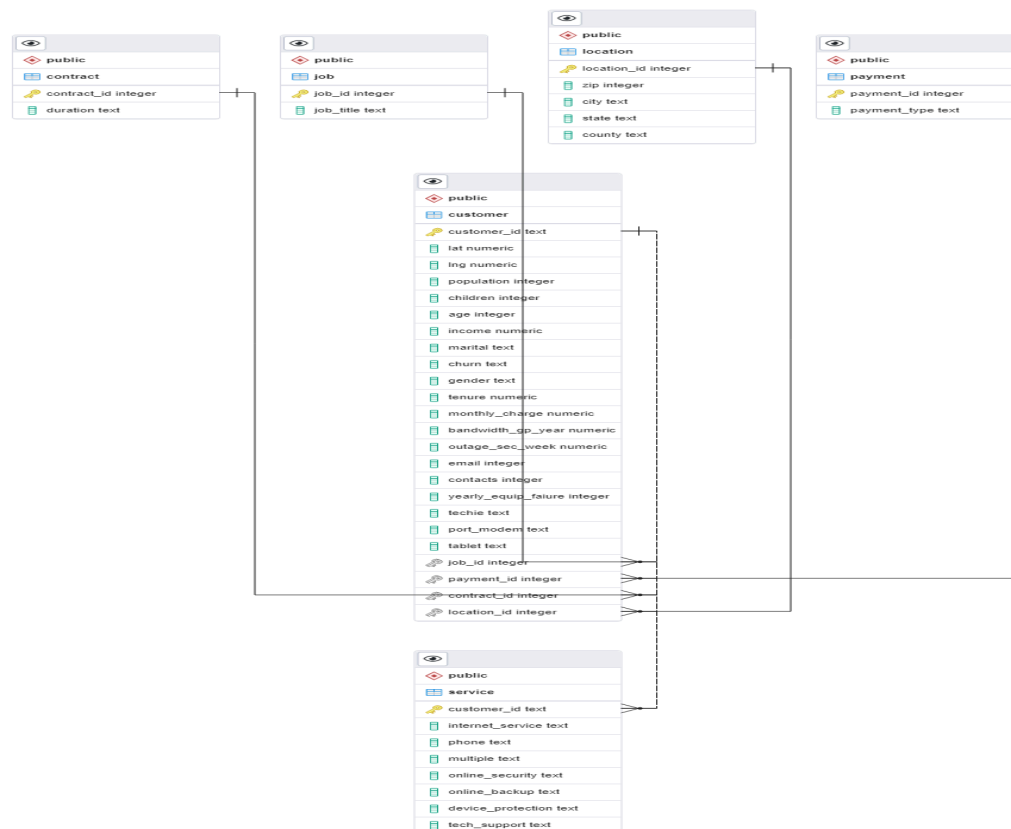 public
contract
contract_id integer
duration text
public
job
job_id integer
job_title text
public
location
location_id integer
zip integer
city text
state text
county text
public
payment
payment_id integer
payment_type text
public
customer
customer_id text
lat numeric
lng numeric
population integer
children integer
age integer
income numeric
marital text
churn text
gender text
tenure numeric
monthly_charge numeric
bandwidth_gp_year numeric
outage_sec_week numeric
email integer
contacts integer
yearly_equip_faiure integer
techie text
port_modem text
tablet text
job_id integer
payment_id integer
contract_id integer
location_id integer
public
service
customer_id text
internet_service text
phone text
multiple text
online_security text
online_backup text
device_protection text
tech_support text